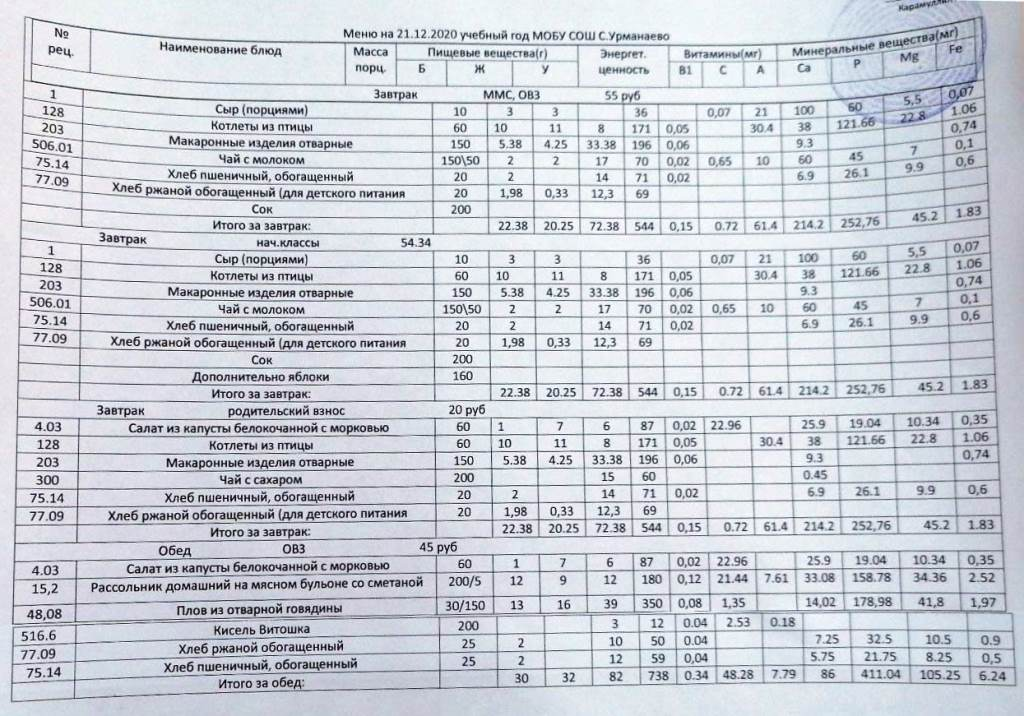 Карамуллин
Меню на 21.12.2020 учебный год МОБУ СОШ С.Урманаево
№ рец. Наименование блюд Масса порц. Пищевые вещества(г) Энергет. ценность Витамины(мг) Минеральные вещества(мг)
Б Ж У В1 С А Ca P Mg Fe
Завтрак ММС, ОВЗ 55 руб
1 Сыр (порциями) 10 3 3 36 0,07 21 100 60 5,5 0,07
128 Котлеты из птицы 60 10 11 8 171 0,05 30.4 38 121.66 22.8 1.06
203 Макаронные изделия отварные 150 5.38 4.25 33.38 196 0,06 9.3 0,74
506.01 Чай с молоком 150\50 2 2 17 70 0,02 0,65 10 60 45 7 0,1
75.14 Хлеб пшеничный, обогащенный 20 2 14 71 0,02 6.9 26.1 9.9 0,6
77.09 Хлеб ржаной обогащенный (для детского питания 20 1,98 0,33 12,3 69
Сок 200
Итого за завтрак: 22.38 20.25 72.38 544 0,15 0.72 61.4 214.2 252,76 45.2 1.83
Завтрак нач.классы 54.34
1 Сыр (порциями) 10 3 3 36 0,07 21 100 60 5,5 0,07
128 Котлеты из птицы 60 10 11 8 171 0,05 30.4 38 121.66 22.8 1.06
203 Макаронные изделия отварные 150 5.38 4.25 33.38 196 0,06 9.3 0,74
506.01 Чай с молоком 150\50 2 2 17 70 0,02 0,65 10 60 45 7 0,1
75.14 Хлеб пшеничный, обогащенный 20 2 14 71 0,02 6.9 26.1 9.9 0,6
77.09 Хлеб ржаной обогащенный (для детского питания 20 1,98 0,33 12,3 69
Сок 200
Дополнительно яблоки 160
Итого за завтрак: 22.38 20.25 72.38 544 0,15 0.72 61.4 214.2 252,76 45.2 1.83
Завтрак родительский взнос 20 руб
4.03 Салат из капусты белокочанной с морковью 60 1 7 6 87 0,02 22.96 25.9 19.04 10.34 0,35
128 Котлеты из птицы 60 10 11 8 171 0,05 30.4 38 121.66 22.8 1.06
203 Макаронные изделия отварные 150 5.38 4.25 33.38 196 0,06 9.3 0,74
300 Чай с сахаром 200 15 60 0.45
75.14 Хлеб пшеничный, обогащенный 20 2 14 71 0,02 6.9 26.1 9.9 0,6
77.09 Хлеб ржаной обогащенный (для детского питания 20 1,98 0,33 12,3 69
Итого за завтрак: 22.38 20.25 72.38 544 0,15 0.72 61.4 214.2 252,76 45.2 1.83
Обед ОВЗ 45 руб
4.03 Салат из капусты белокочанной с морковью 60 1 7 6 87 0,02 22.96 25.9 19.04 10.34 0,35
15,2 Рассольник домашний на мясном бульоне со сметаной 200/5 12 9 12 180 0,12 21.44 7.61 33.08 158.78 34.36 2.52
48,08 Плов из отварной говядины 30/150 13 16 39 350 0,08 1,35 14,02 178,98 41,8 1,97
516.6 Кисель Витошка 200 3 12 0.04 2.53 0.18
77.09 Хлеб ржаной обогащенный 25 2 10 50 0.04 7.25 32.5 10.5 0.9
75.14 Хлеб пшеничный, обогащенный 25 2 12 59 0,04 5.75 21.75 8.25 0,5
Итого за обед: 30 32 82 738 0.34 48.28 7.79 86 411.04 105.25 6.24